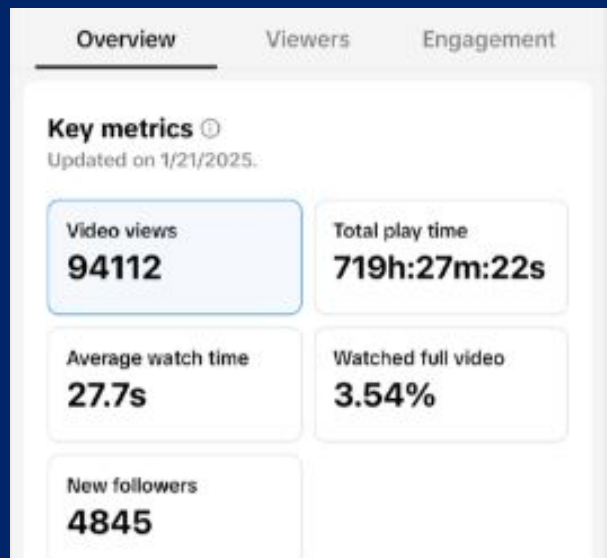 Overview Viewers Engagement
Key metrics
Updated on 1/21/2025.
Video views Total play time
94112 719h:27m:22s
Average watch time Watched full video
27.7s 3.54%
New followers
4845